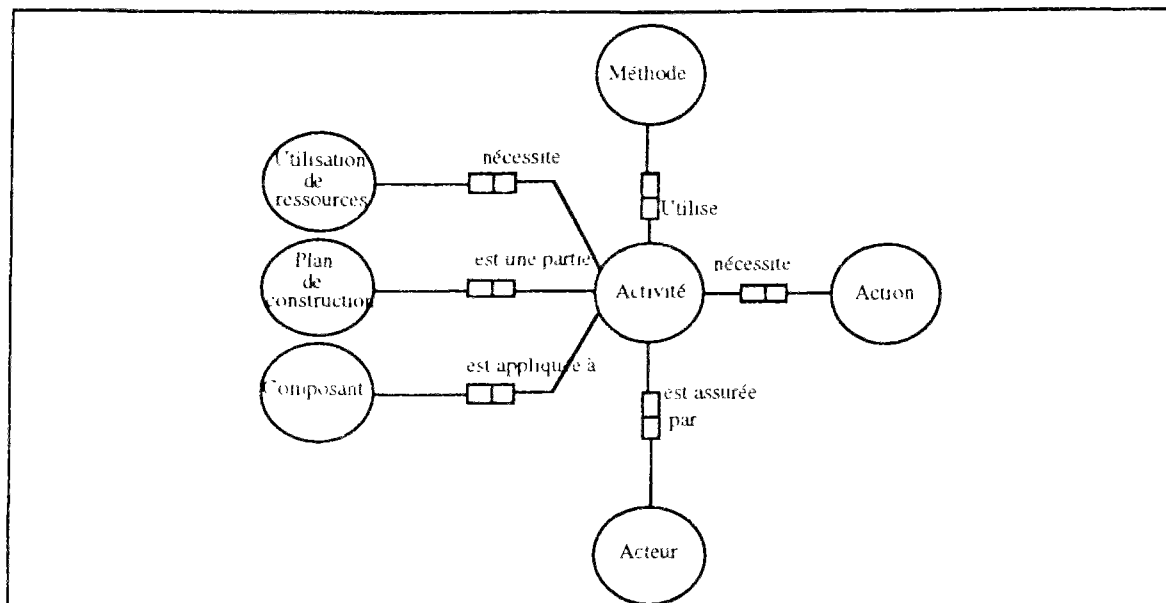 Méthode
Utilisation
de
ressources
nécessite
Utilise
Plan
de
construction
est une partie
Activité
nécessite
Action
Composant
est appliquée à
est assurée
par
Acteur